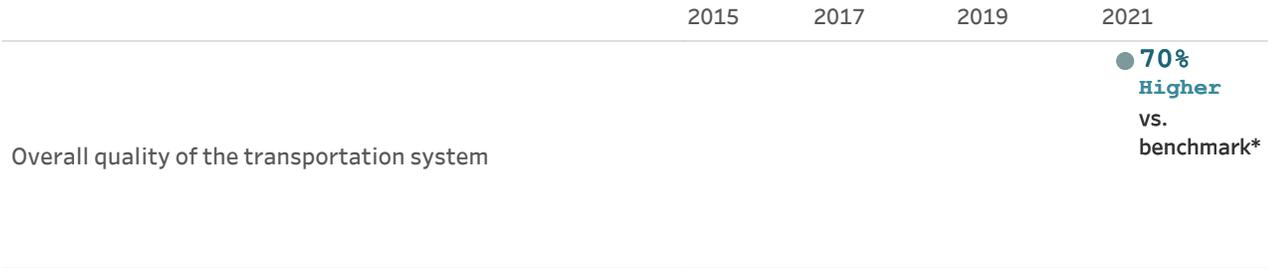 2015 2017 2019 2021
70%
Higher
vs.
benchmark*
Overall quality of the transportation system